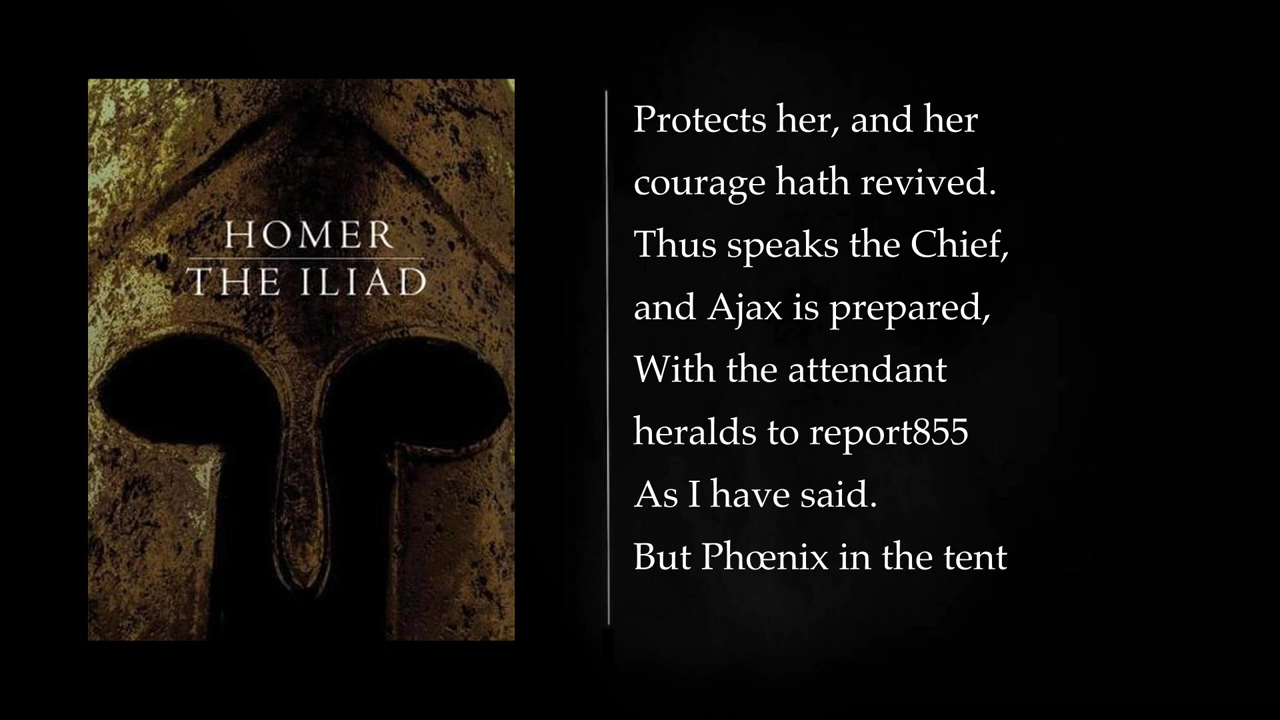 HOMER
THE ILIAD
Protects her, and her
courage hath revived.
Thus speaks the Chief,
and Ajax is prepared,
With the attendant
heralds to report855
As I have said.
But Phœnix in the tent